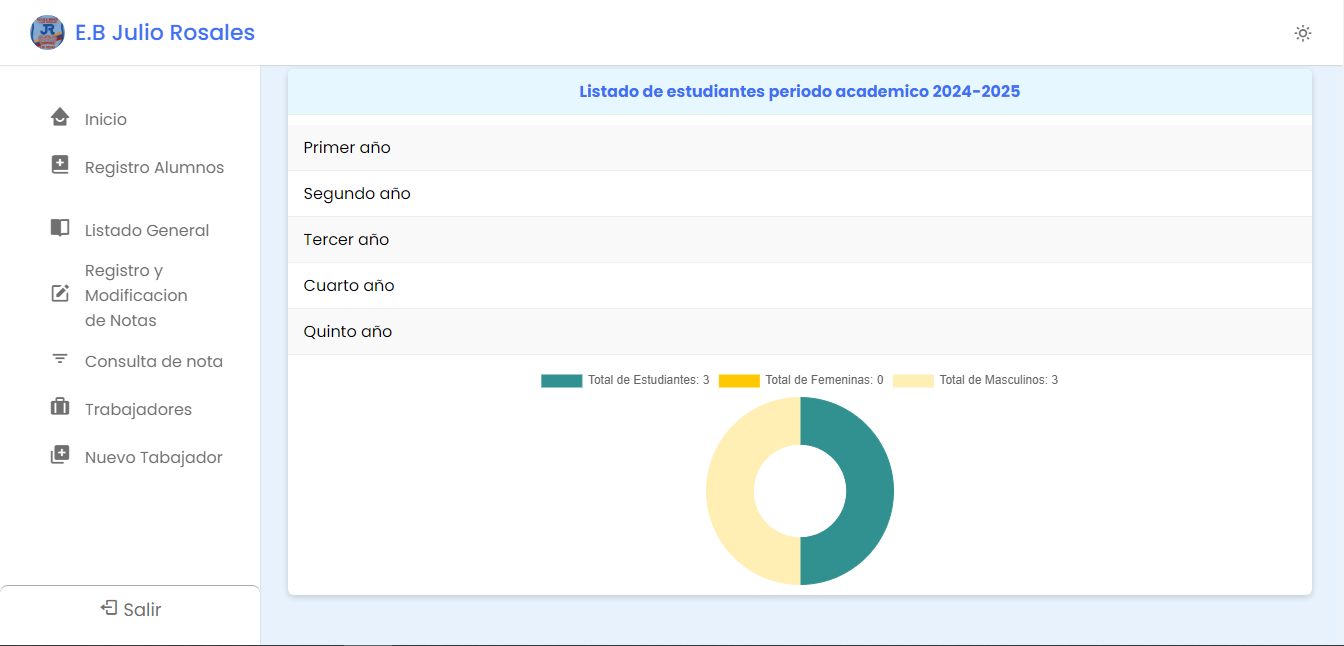 E.B Julio Rosales
Inicio
Registro Alumnos
Listado General
Registro y
Modificacion
de Notas
Consulta de nota
Trabajadores
Nuevo Tabajador
Salir
Listado de estudiantes periodo academico 2024-2025
Primer año
Segundo año
Tercer año
Cuarto año
Quinto año
Total de Estudiantes: 3 Total de Femeninas: 0 Total de Masculinos: 3